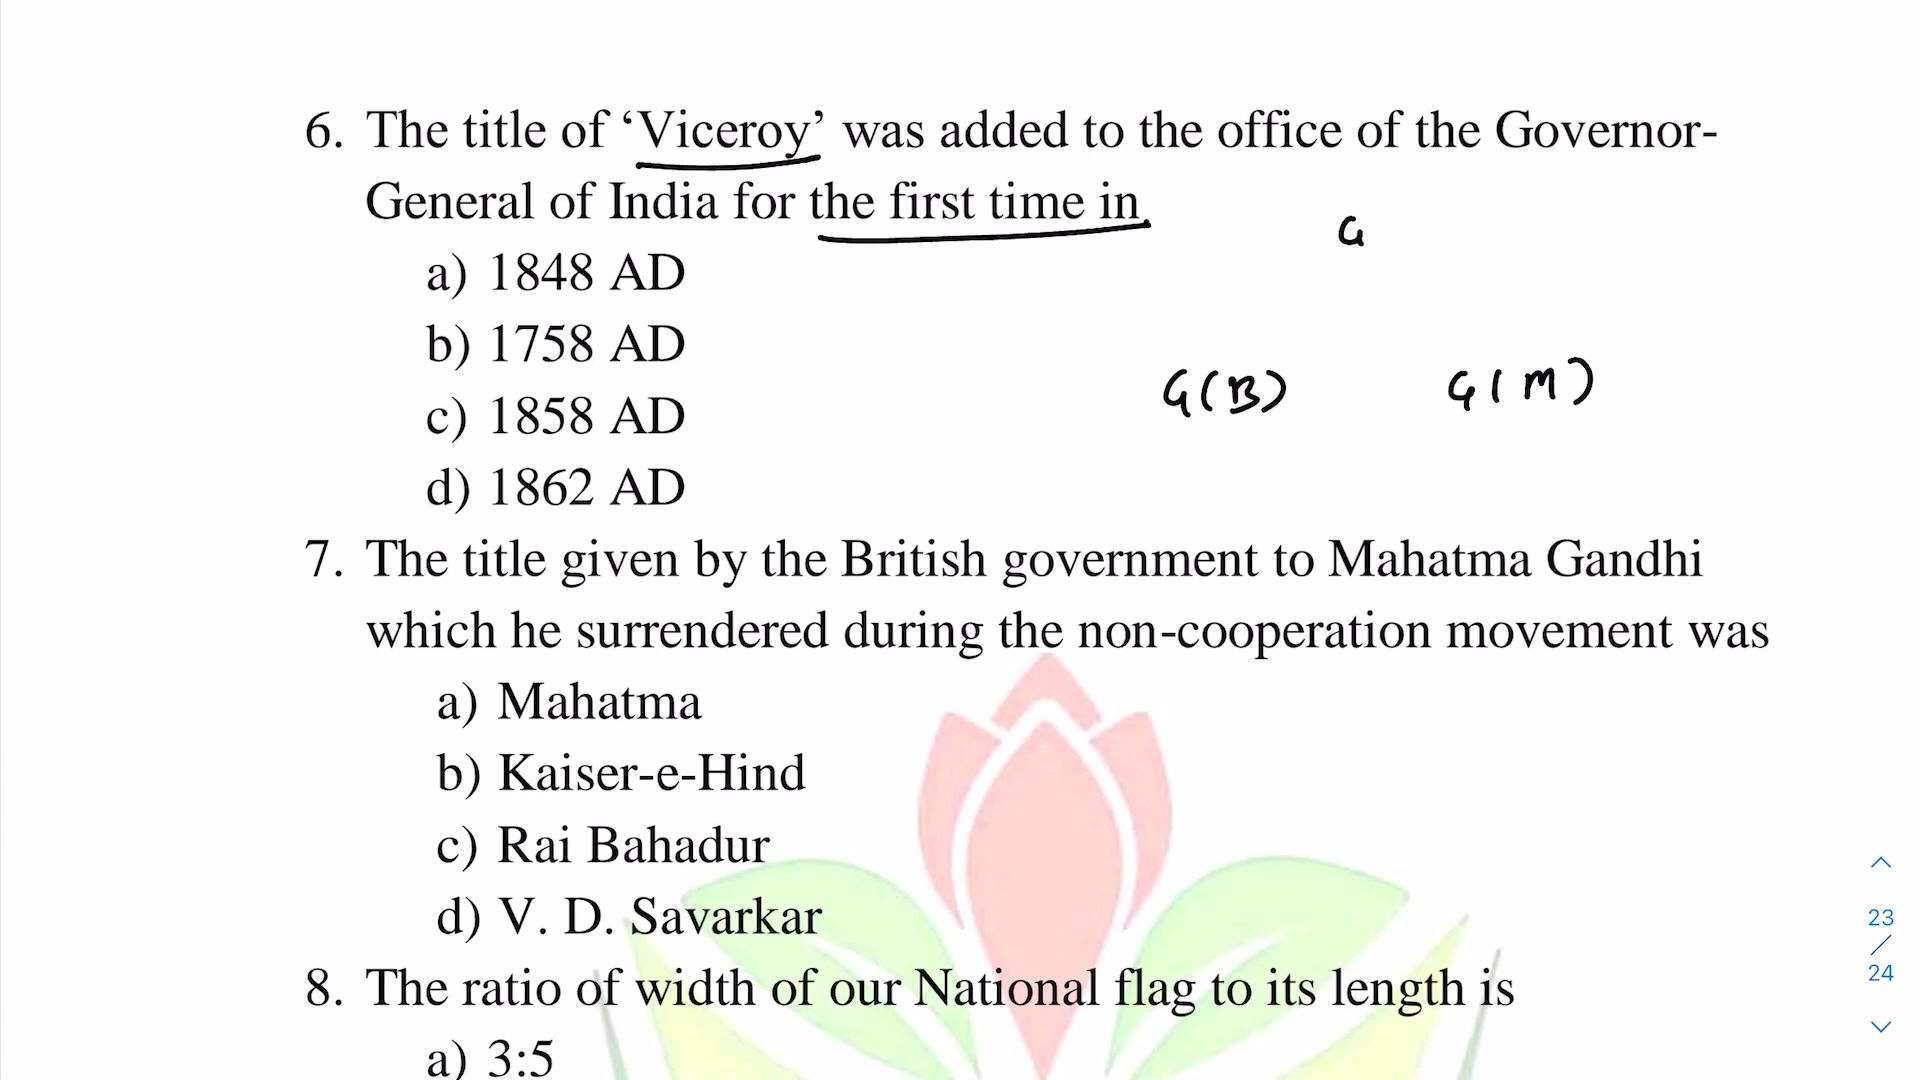 6. The title of ‘Viceroy’ was added to the office of the Governor-
General of India for the first time in
G
a) 1848 AD
b) 1758 AD
G(B) G(M)
c) 1858 AD
d) 1862 AD
7. The title given by the British government to Mahatma Gandhi
which he surrendered during the non-cooperation movement was
a) Mahatma
b) Kaiser-e-Hind
c) Rai Bahadur
d) V. D. Savarkar
8. The ratio of width of our National flag to its length is
a) 3:5
23
/
24